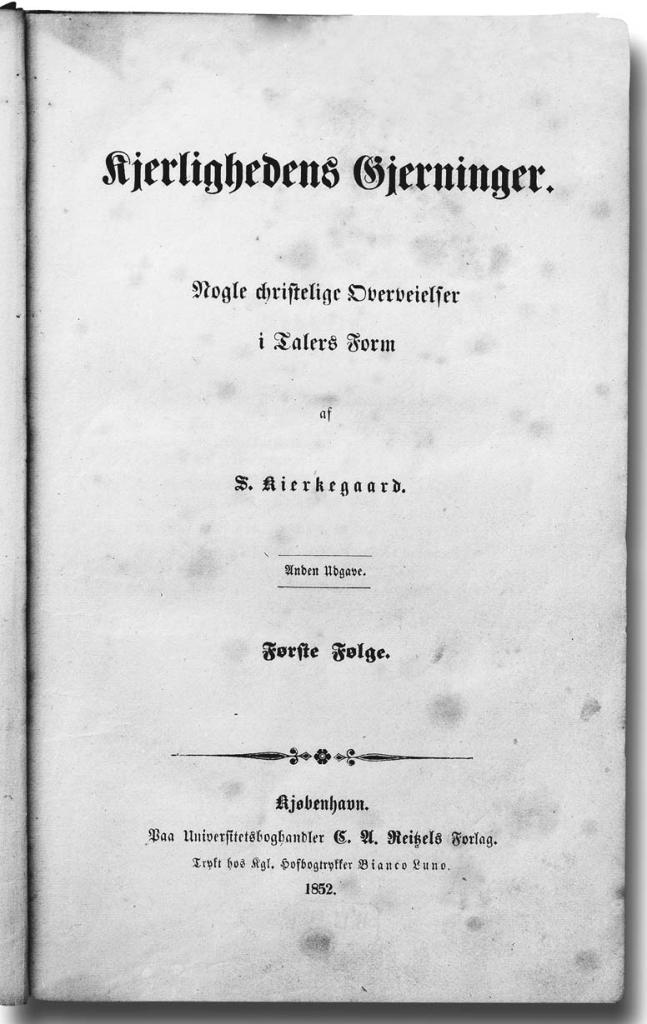 Kjerlighedens Gjerninger.
Nogle christelige Overveielser
i Talers Form
af
S. Kierkegaard.
Anden Udgave.
Første Følge.
Kjøbenhavn.
Paa Universitetsboghandler C. A. Reitzels Forlag.
Trykt hos Kgl. Hofbogtrykker Bianco Luno.
1852.